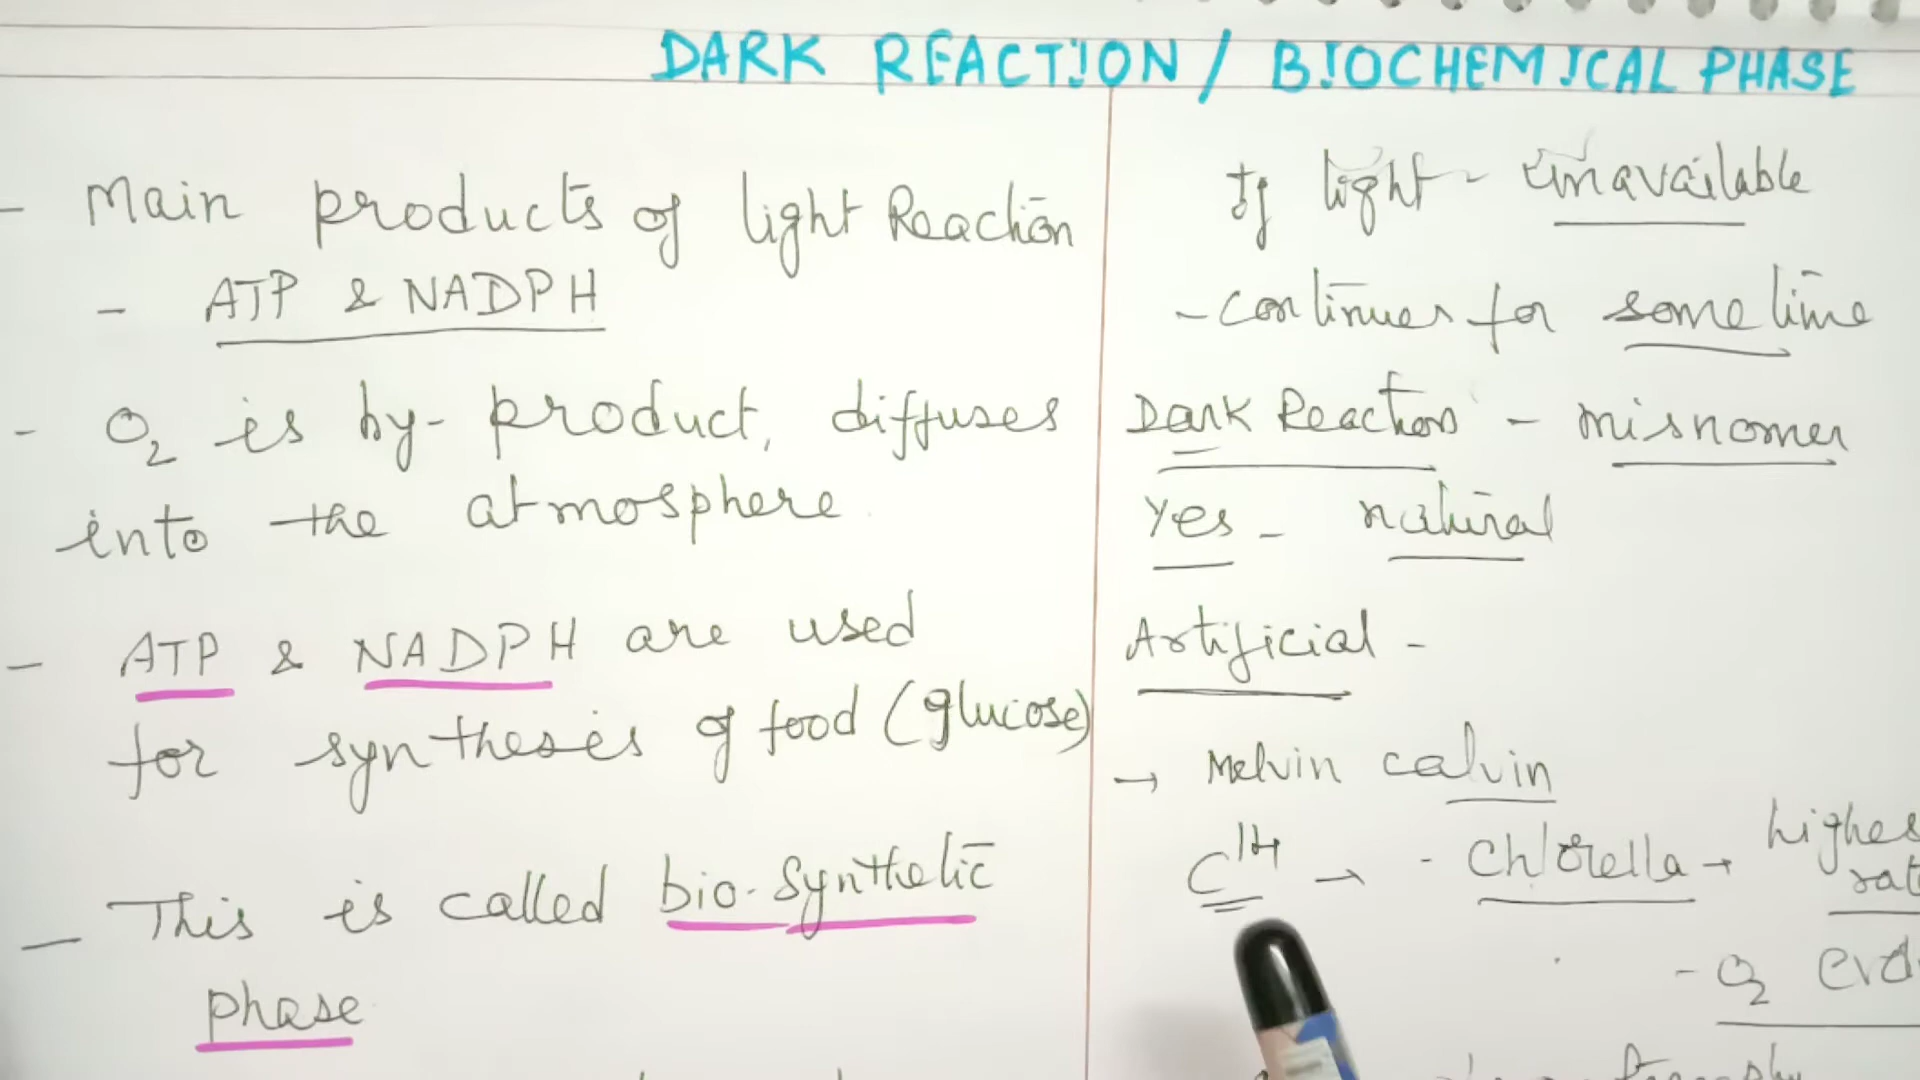 DARK REACTION / BIOCHEMICAL PHASE
- Main products of light Reaction
- ATP & NADPH
- O2 is by-product, diffuses
into the atmosphere
- ATP & NADPH are used
for synthesis of food (glucose)
- This is called bio-synthetic
phase
If light - unavailable
- continues for some time
Dark Reaction - misnomer
Yes - natural
Artificial -
→ Melvin calvin
C14 → - Chlorella →
- O2